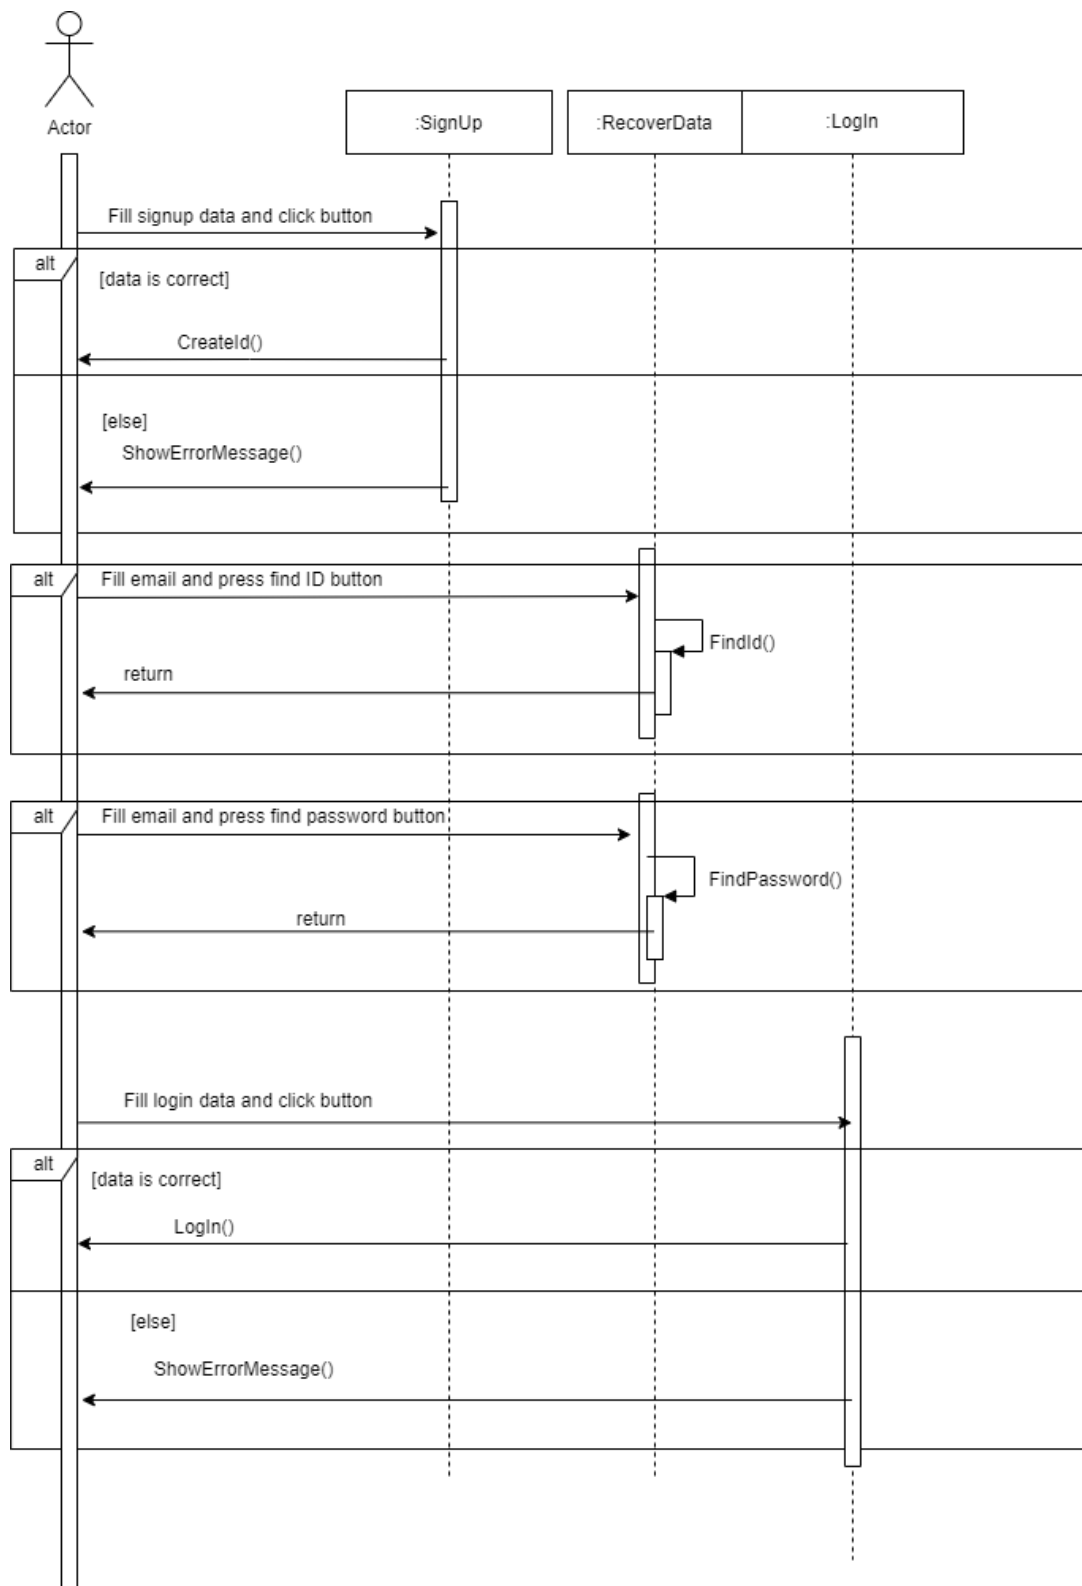 Actor
:SignUp
:RecoverData
:LogIn
Fill signup data and click button
alt
[data is correct]
CreateId()
[else]
ShowErrorMessage()
alt
Fill email and press find ID button
FindId()
return
alt
Fill email and press find password button
FindPassword()
return
Fill login data and click button
alt
[data is correct]
LogIn()
[else]
ShowErrorMessage()